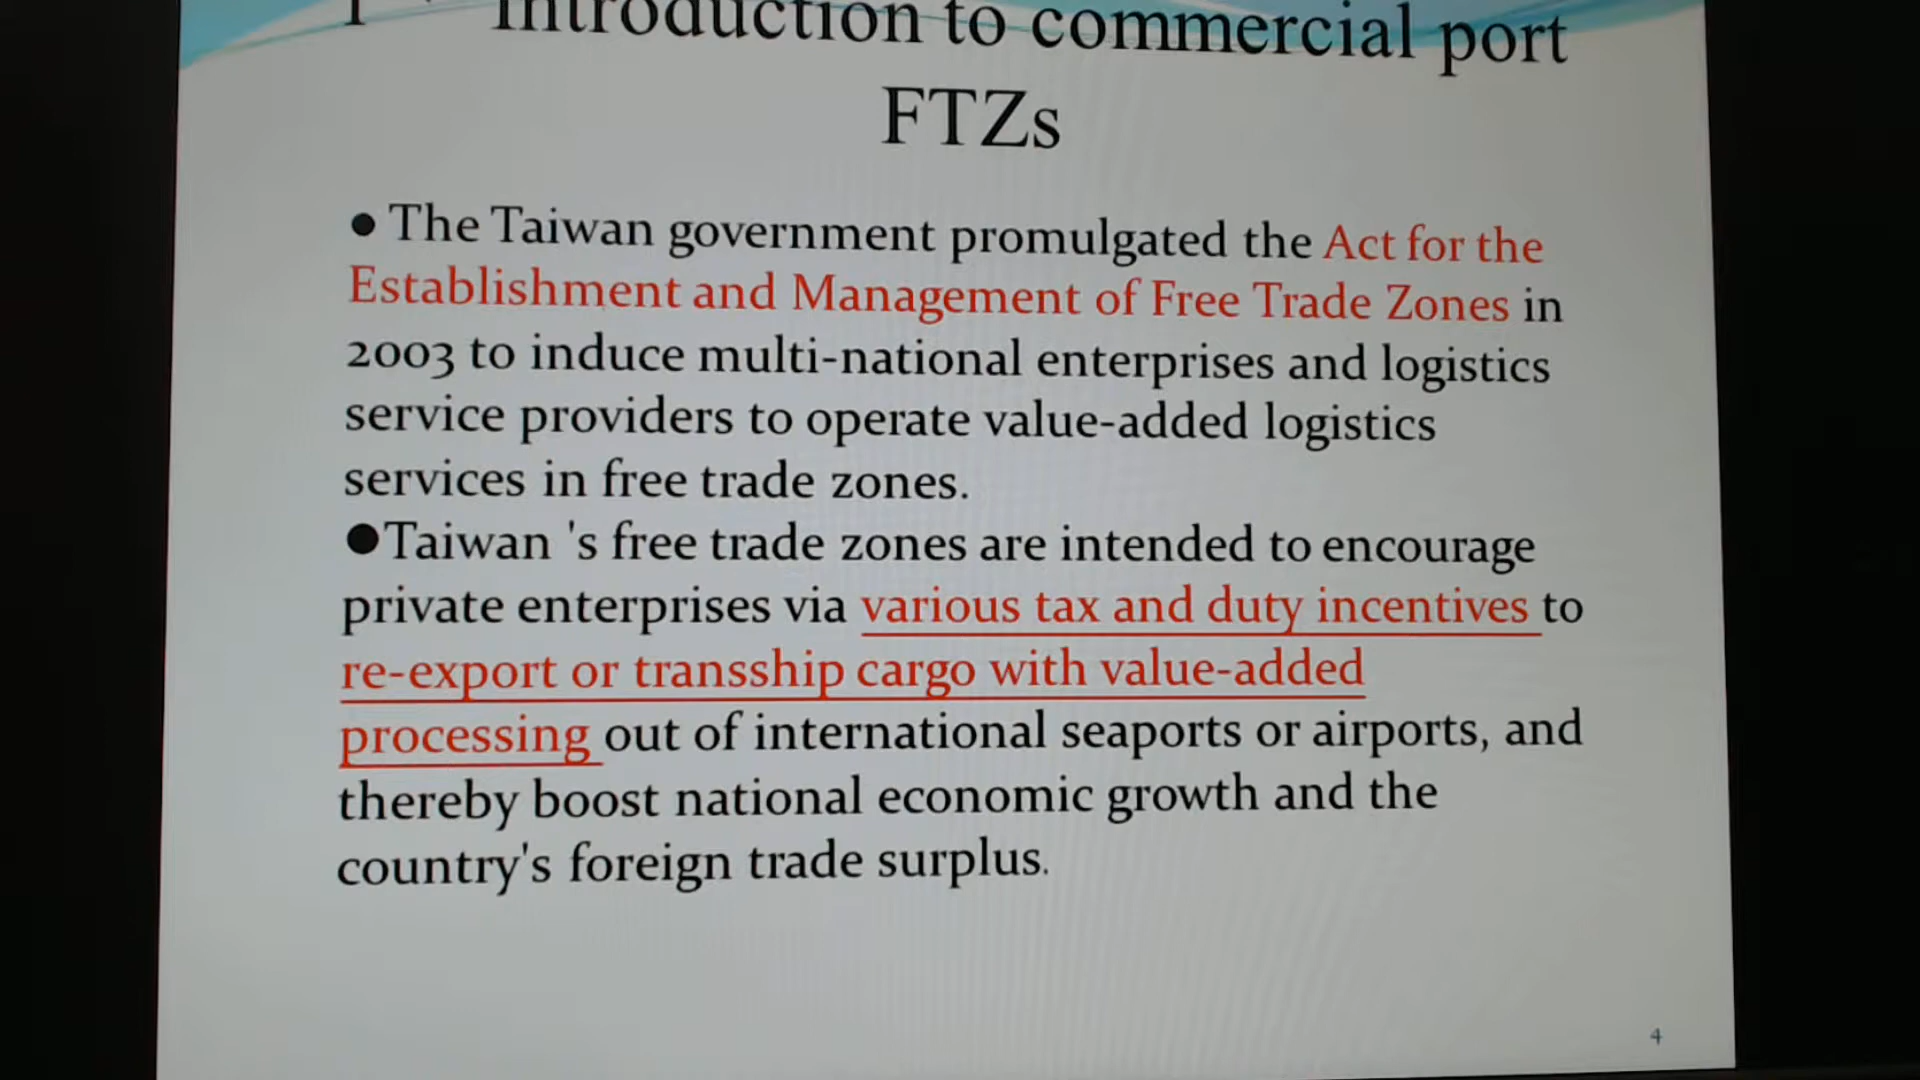 Introduction to commercial port
FTZs
● The Taiwan government promulgated the Act for the
Establishment and Management of Free Trade Zones in
2003 to induce multi-national enterprises and logistics
service providers to operate value-added logistics
services in free trade zones.
●Taiwan 's free trade zones are intended to encourage
private enterprises via various tax and duty incentives to
re-export or transship cargo with value-added
processing out of international seaports or airports, and
thereby boost national economic growth and the
country's foreign trade surplus.
4